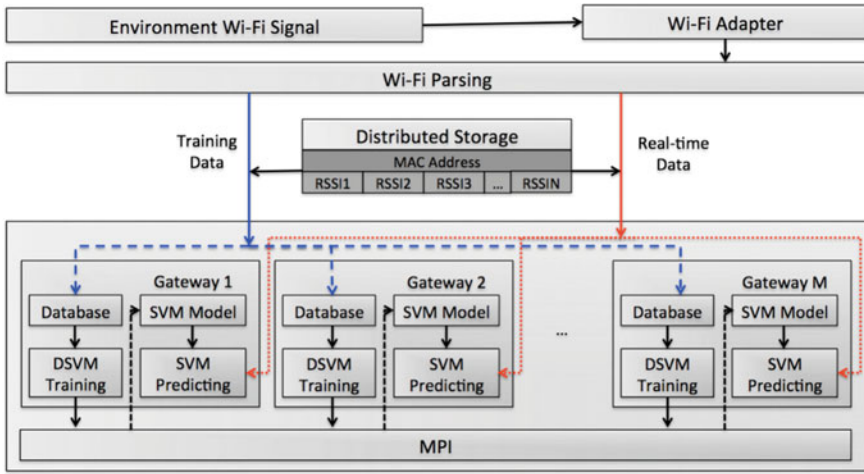 Environment Wi-Fi Signal
Wi-Fi Adapter
Wi-Fi Parsing
Training
Data
Distributed Storage
MAC Address
RSSI1 RSSI2 RSSI3 ... RSSIN
Real-time
Data
Gateway 1
Database
SVM Model
DSVM
Training
SVM
Predicting
Gateway 2
Database
SVM Model
DSVM
Training
SVM
Predicting
...
Gateway M
Database
SVM Model
DSVM
Training
SVM
Predicting
MPI